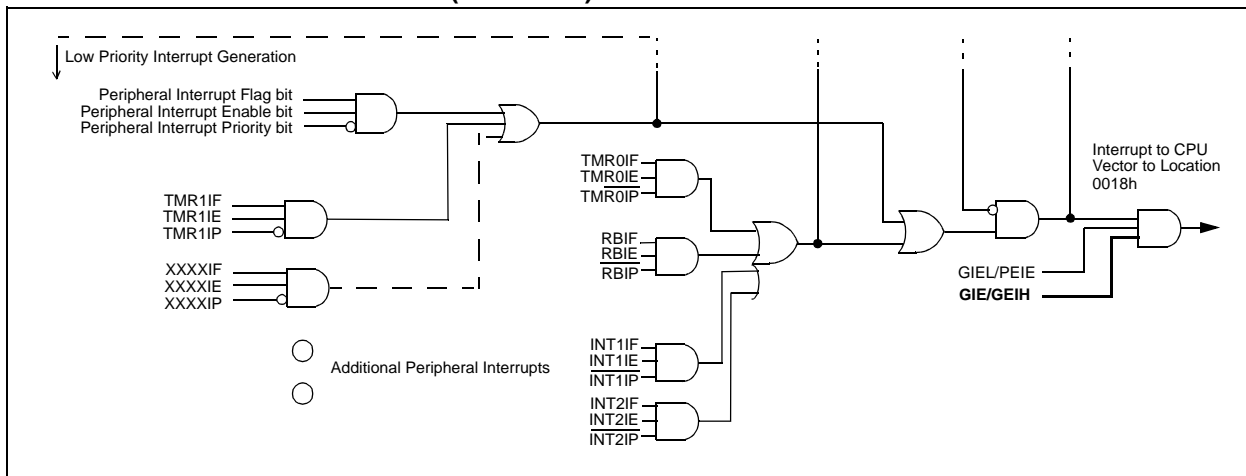 Low Priority Interrupt Generation
Peripheral Interrupt Flag bit
Peripheral Interrupt Enable bit
Peripheral Interrupt Priority bit
TMR1IF
TMR1IE
TMR1IP
XXXXIF
XXXXIE
XXXXIP
Additional Peripheral Interrupts
TMR0IF
TMR0IE
TMR0IP
RBIF
RBIE
RBIP
INT1IF
INT1IE
INT1IP
INT2IF
INT2IE
INT2IP
Interrupt to CPU
Vector to Location
0018h
GIEL/PEIE
GIE/GEIH